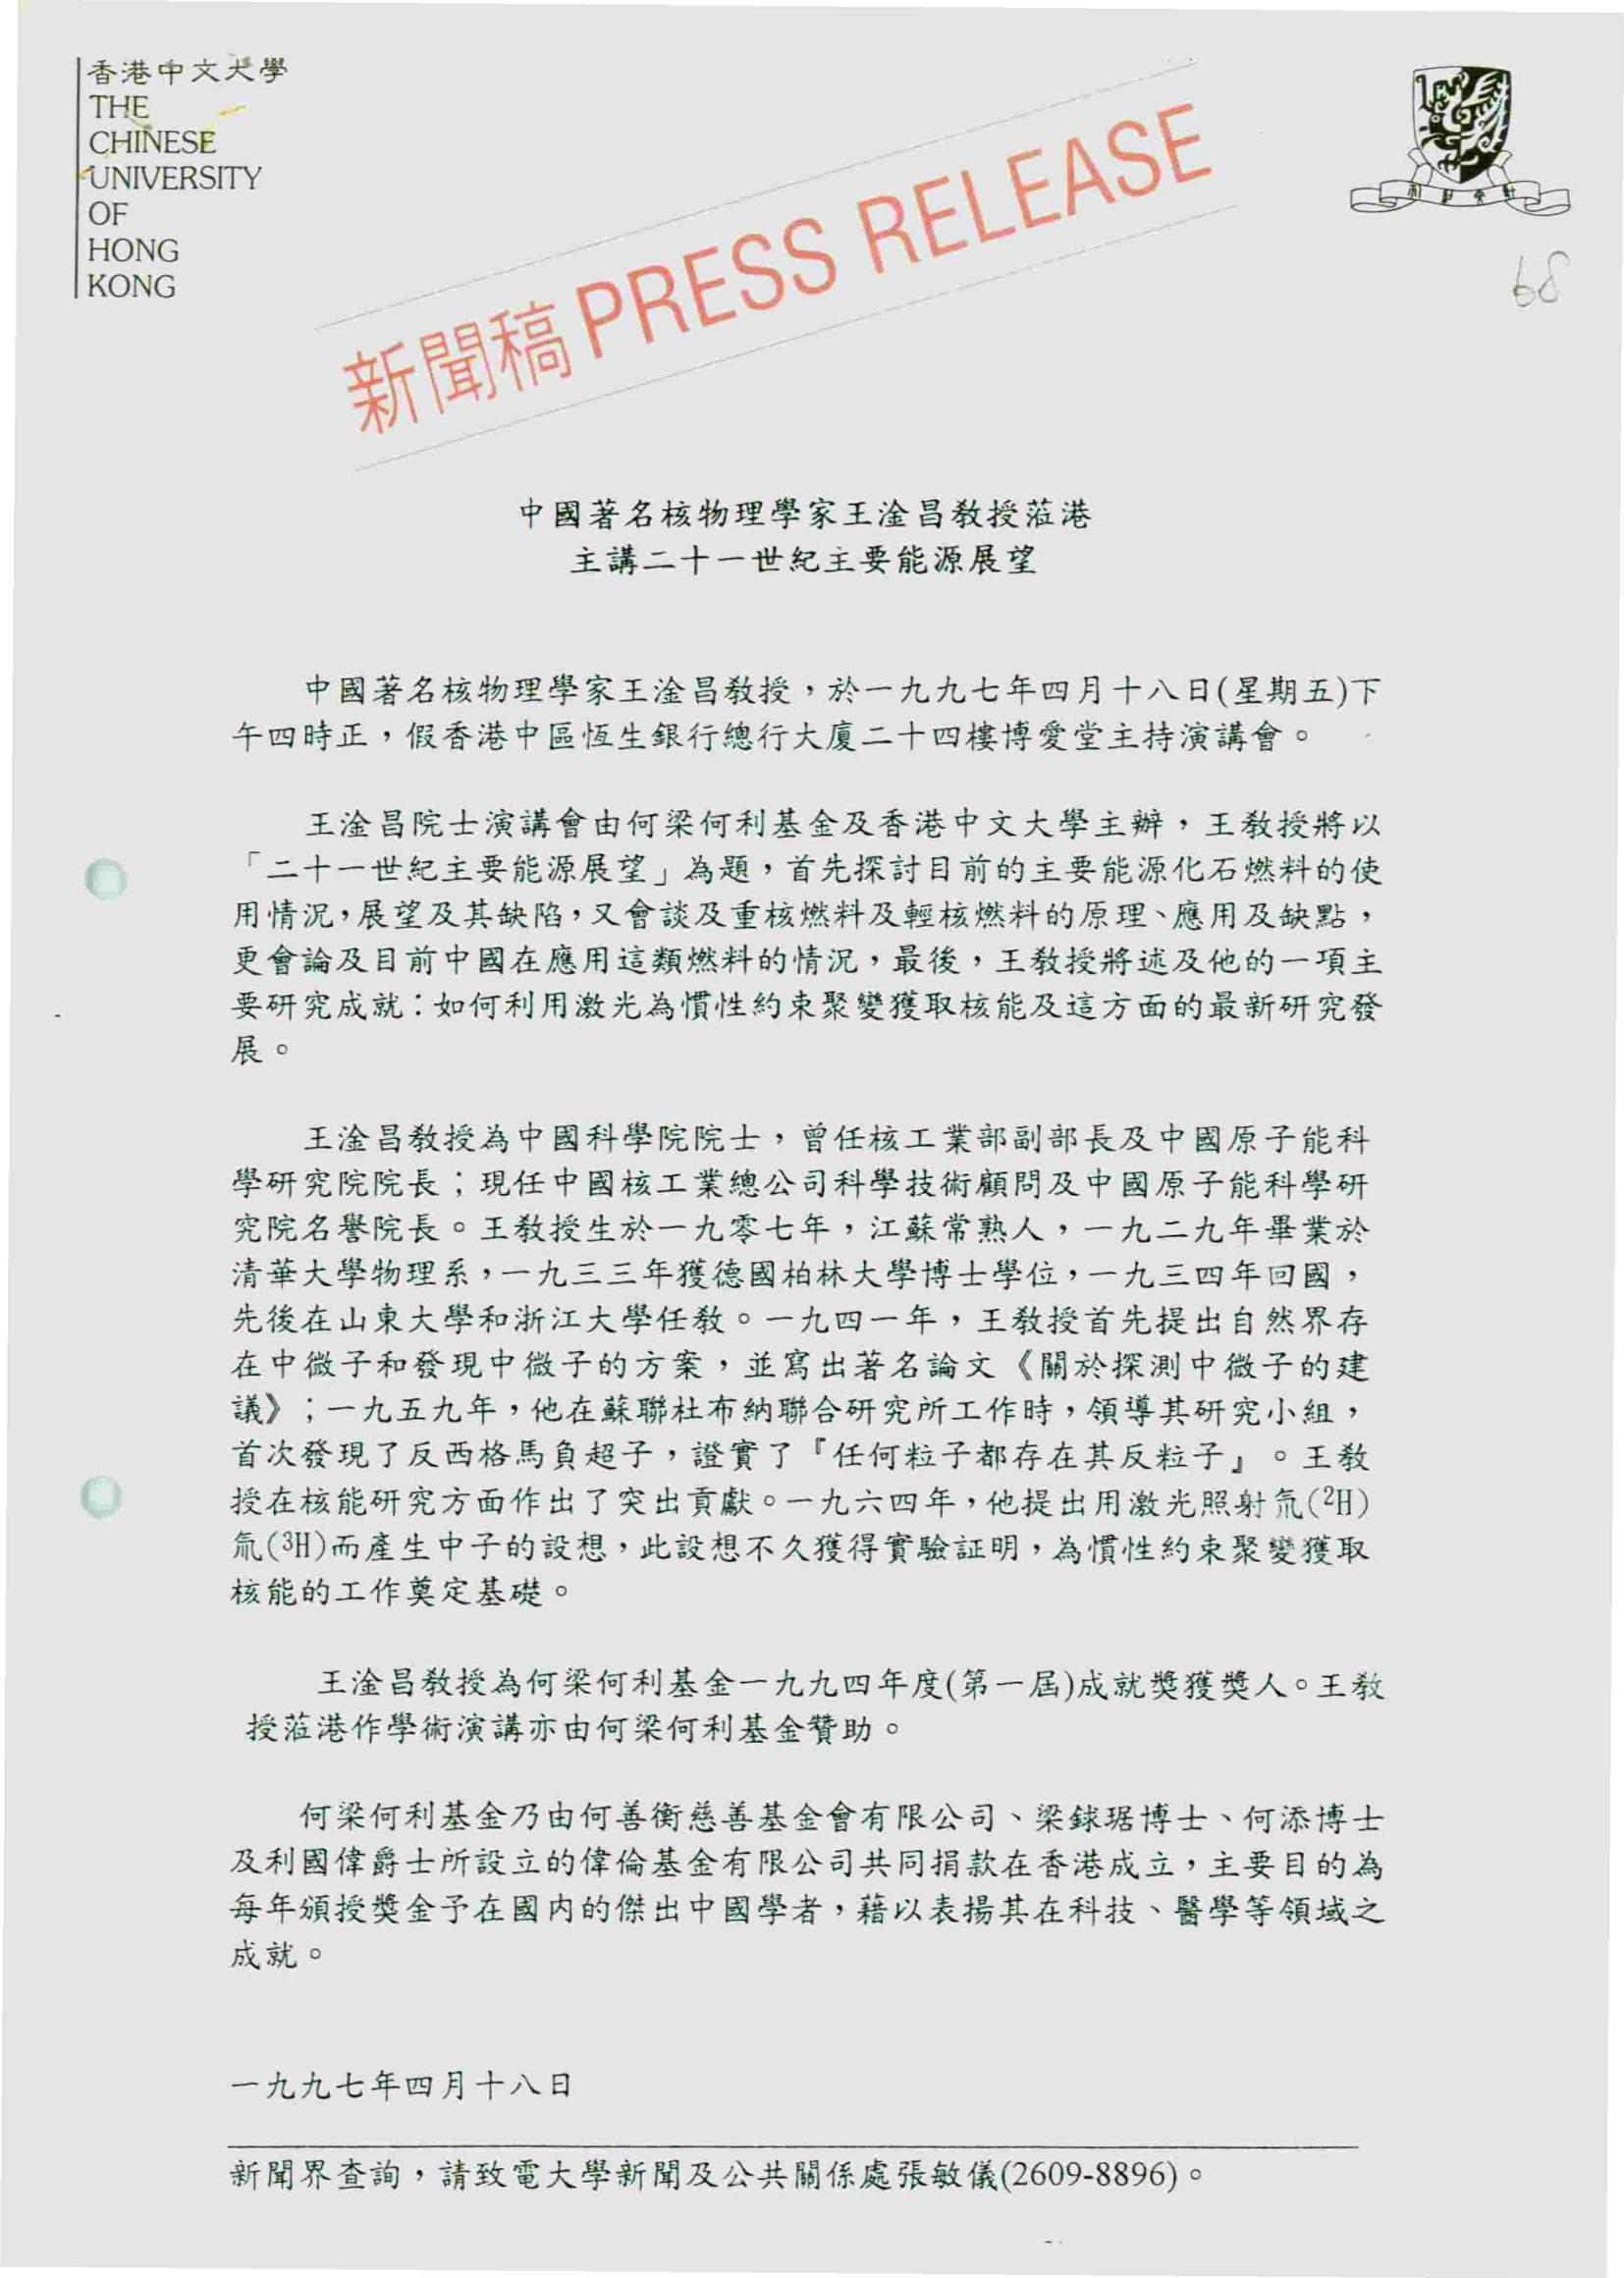 香港中文大學
THE
CHINESE
UNIVERSITY
OF
HONG
KONG
新聞稿 PRESS RELEASE
68
中國著名核物理學家王淦昌教授蒞港
主講二十一世紀主要能源展望
中國著名核物理學家王淦昌教授，於一九九七年四月十八日(星期五)下
午四時正，假香港中區恆生銀行總行大廈二十四樓博愛堂主持演講會。
王淦昌院士演講會由何梁何利基金及香港中文大學主辦，王教授將以
「二十一世紀主要能源展望」為題，首先探討目前的主要能源化石燃料的使
用情況，展望及其缺陷，又會談及重核燃料及輕核燃料的原理、應用及缺點，
更會論及目前中國在應用這類燃料的情況，最後，王教授將述及他的一項主
要研究成就：如何利用激光為慣性約束聚變獲取核能及這方面的最新研究發
展。
王淦昌教授為中國科學院院士，曾任核工業部副部長及中國原子能科
學研究院院長；現任中國核工業總公司科學技術顧問及中國原子能科學研
究院名譽院長。王教授生於一九零七年，江蘇常熟人，一九二九年畢業於
清華大學物理系，一九三三年獲德國柏林大學博士學位，一九三四年回國，
先後在山東大學和浙江大學任教。一九四一年，王教授首先提出自然界存
在中微子和發現中微子的方案，並寫出著名論文《關於探測中微子的建
議》；一九五九年，他在蘇聯杜布納聯合研究所工作時，領導其研究小組，
首次發現了反西格馬負超子，證實了『任何粒子都存在其反粒子』。王教
授在核能研究方面作出了突出貢獻。一九六四年，他提出用激光照射氘(²H)
氚(³H)而產生中子的設想，此設想不久獲得實驗証明，為慣性約束聚變獲取
核能的工作奠定基礎。
王淦昌教授為何梁何利基金一九九四年度(第一屆)成就獎獲獎人。王教
授蒞港作學術演講亦由何梁何利基金贊助。
何梁何利基金乃由何善衡慈善基金會有限公司、梁銶琚博士、何添博士
及利國偉爵士所設立的偉倫基金有限公司共同捐款在香港成立，主要目的為
每年頒授獎金予在國內的傑出中國學者，藉以表揚其在科技、醫學等領域之
成就。
一九九七年四月十八日
新聞界查詢，請致電大學新聞及公共關係處張敏儀(2609-8896)。